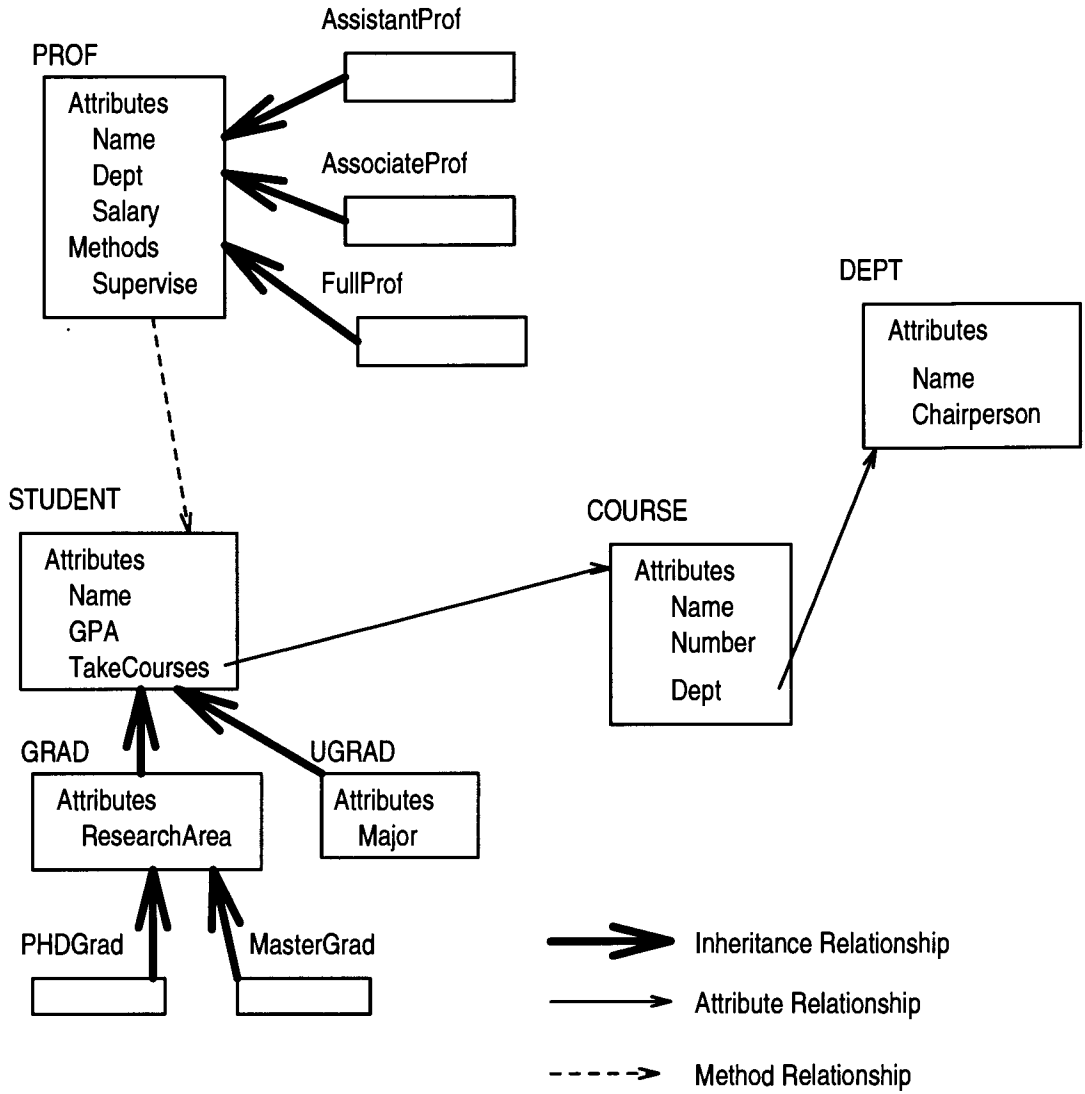 AssistantProf
PROF
Attributes
Name
Dept
Salary
Methods
Supervise
AssociateProf
FullProf
DEPT
Attributes
Name
Chairperson
STUDENT
Attributes
Name
GPA
TakeCourses
COURSE
Attributes
Name
Number
Dept
GRAD
Attributes
ResearchArea
UGRAD
Attributes
Major
PHDGrad
MasterGrad
Inheritance Relationship
Attribute Relationship
Method Relationship